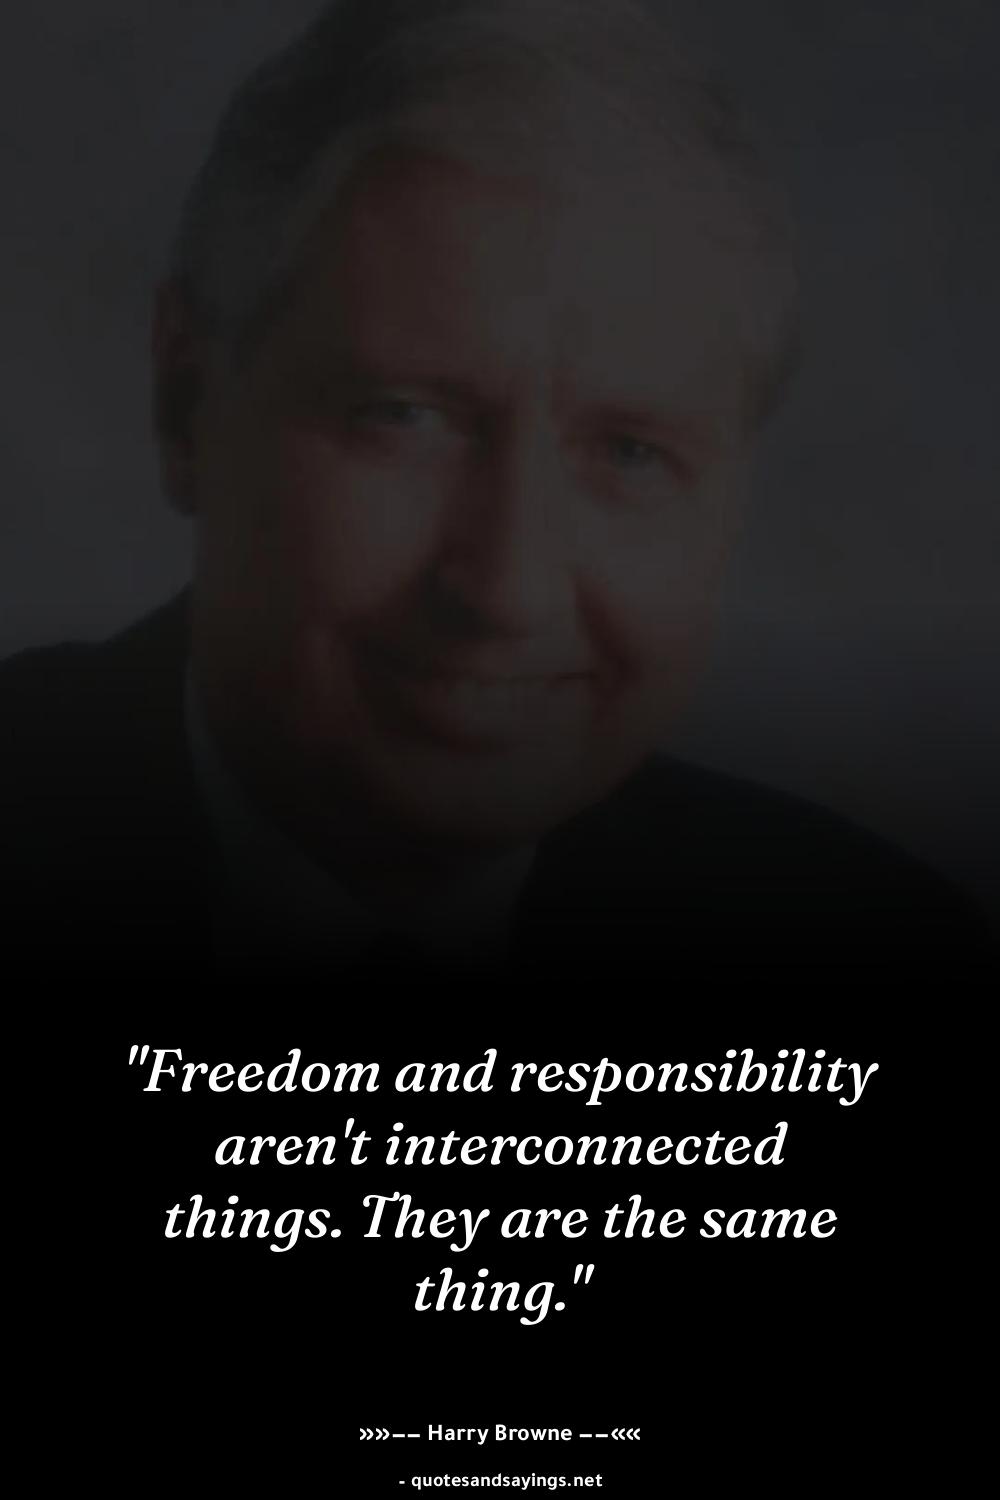 "Freedom and responsibility
aren't interconnected
things. They are the same
thing."
»»–– Harry Browne ––««
- quotesandsayings.net